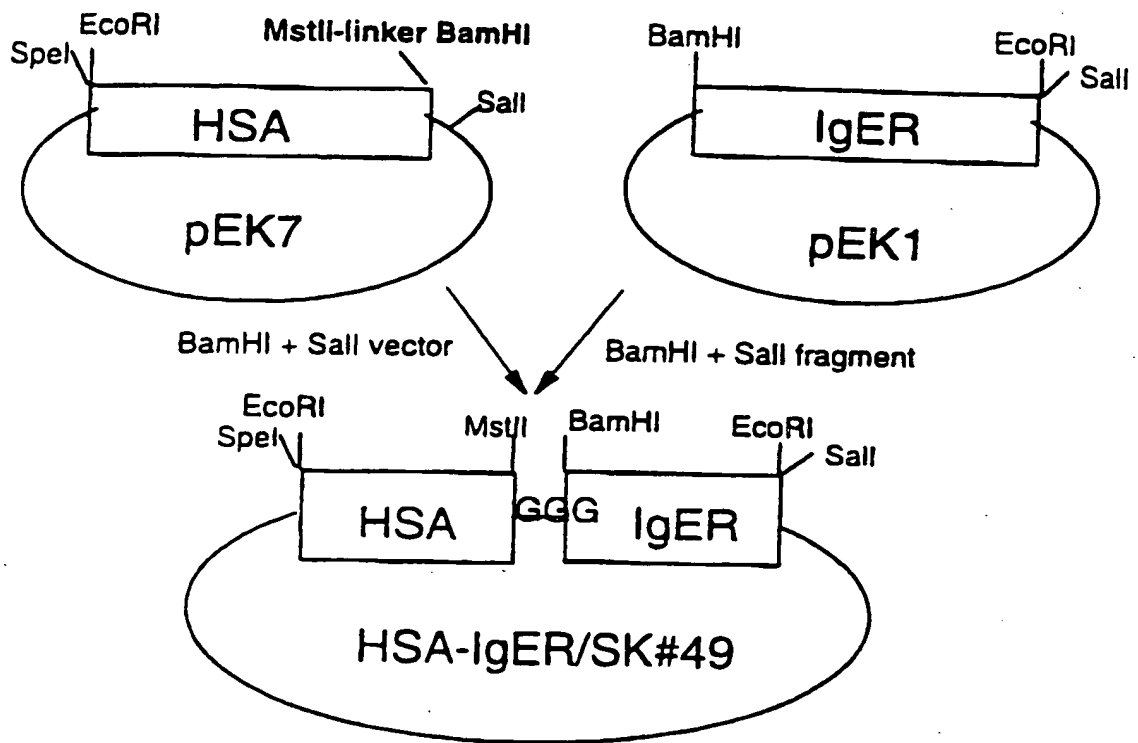 EcoRI
SpeI
MstII-linker BamHI
SalI
HSA
pEK7
BamHI
EcoRI
SalI
IgER
pEK1
BamHI + SalI vector
BamHI + SalI fragment
EcoRI
SpeI
MstII
BamHI
EcoRI
SalI
HSA
GGG
IgER
HSA-IgER/SK#49